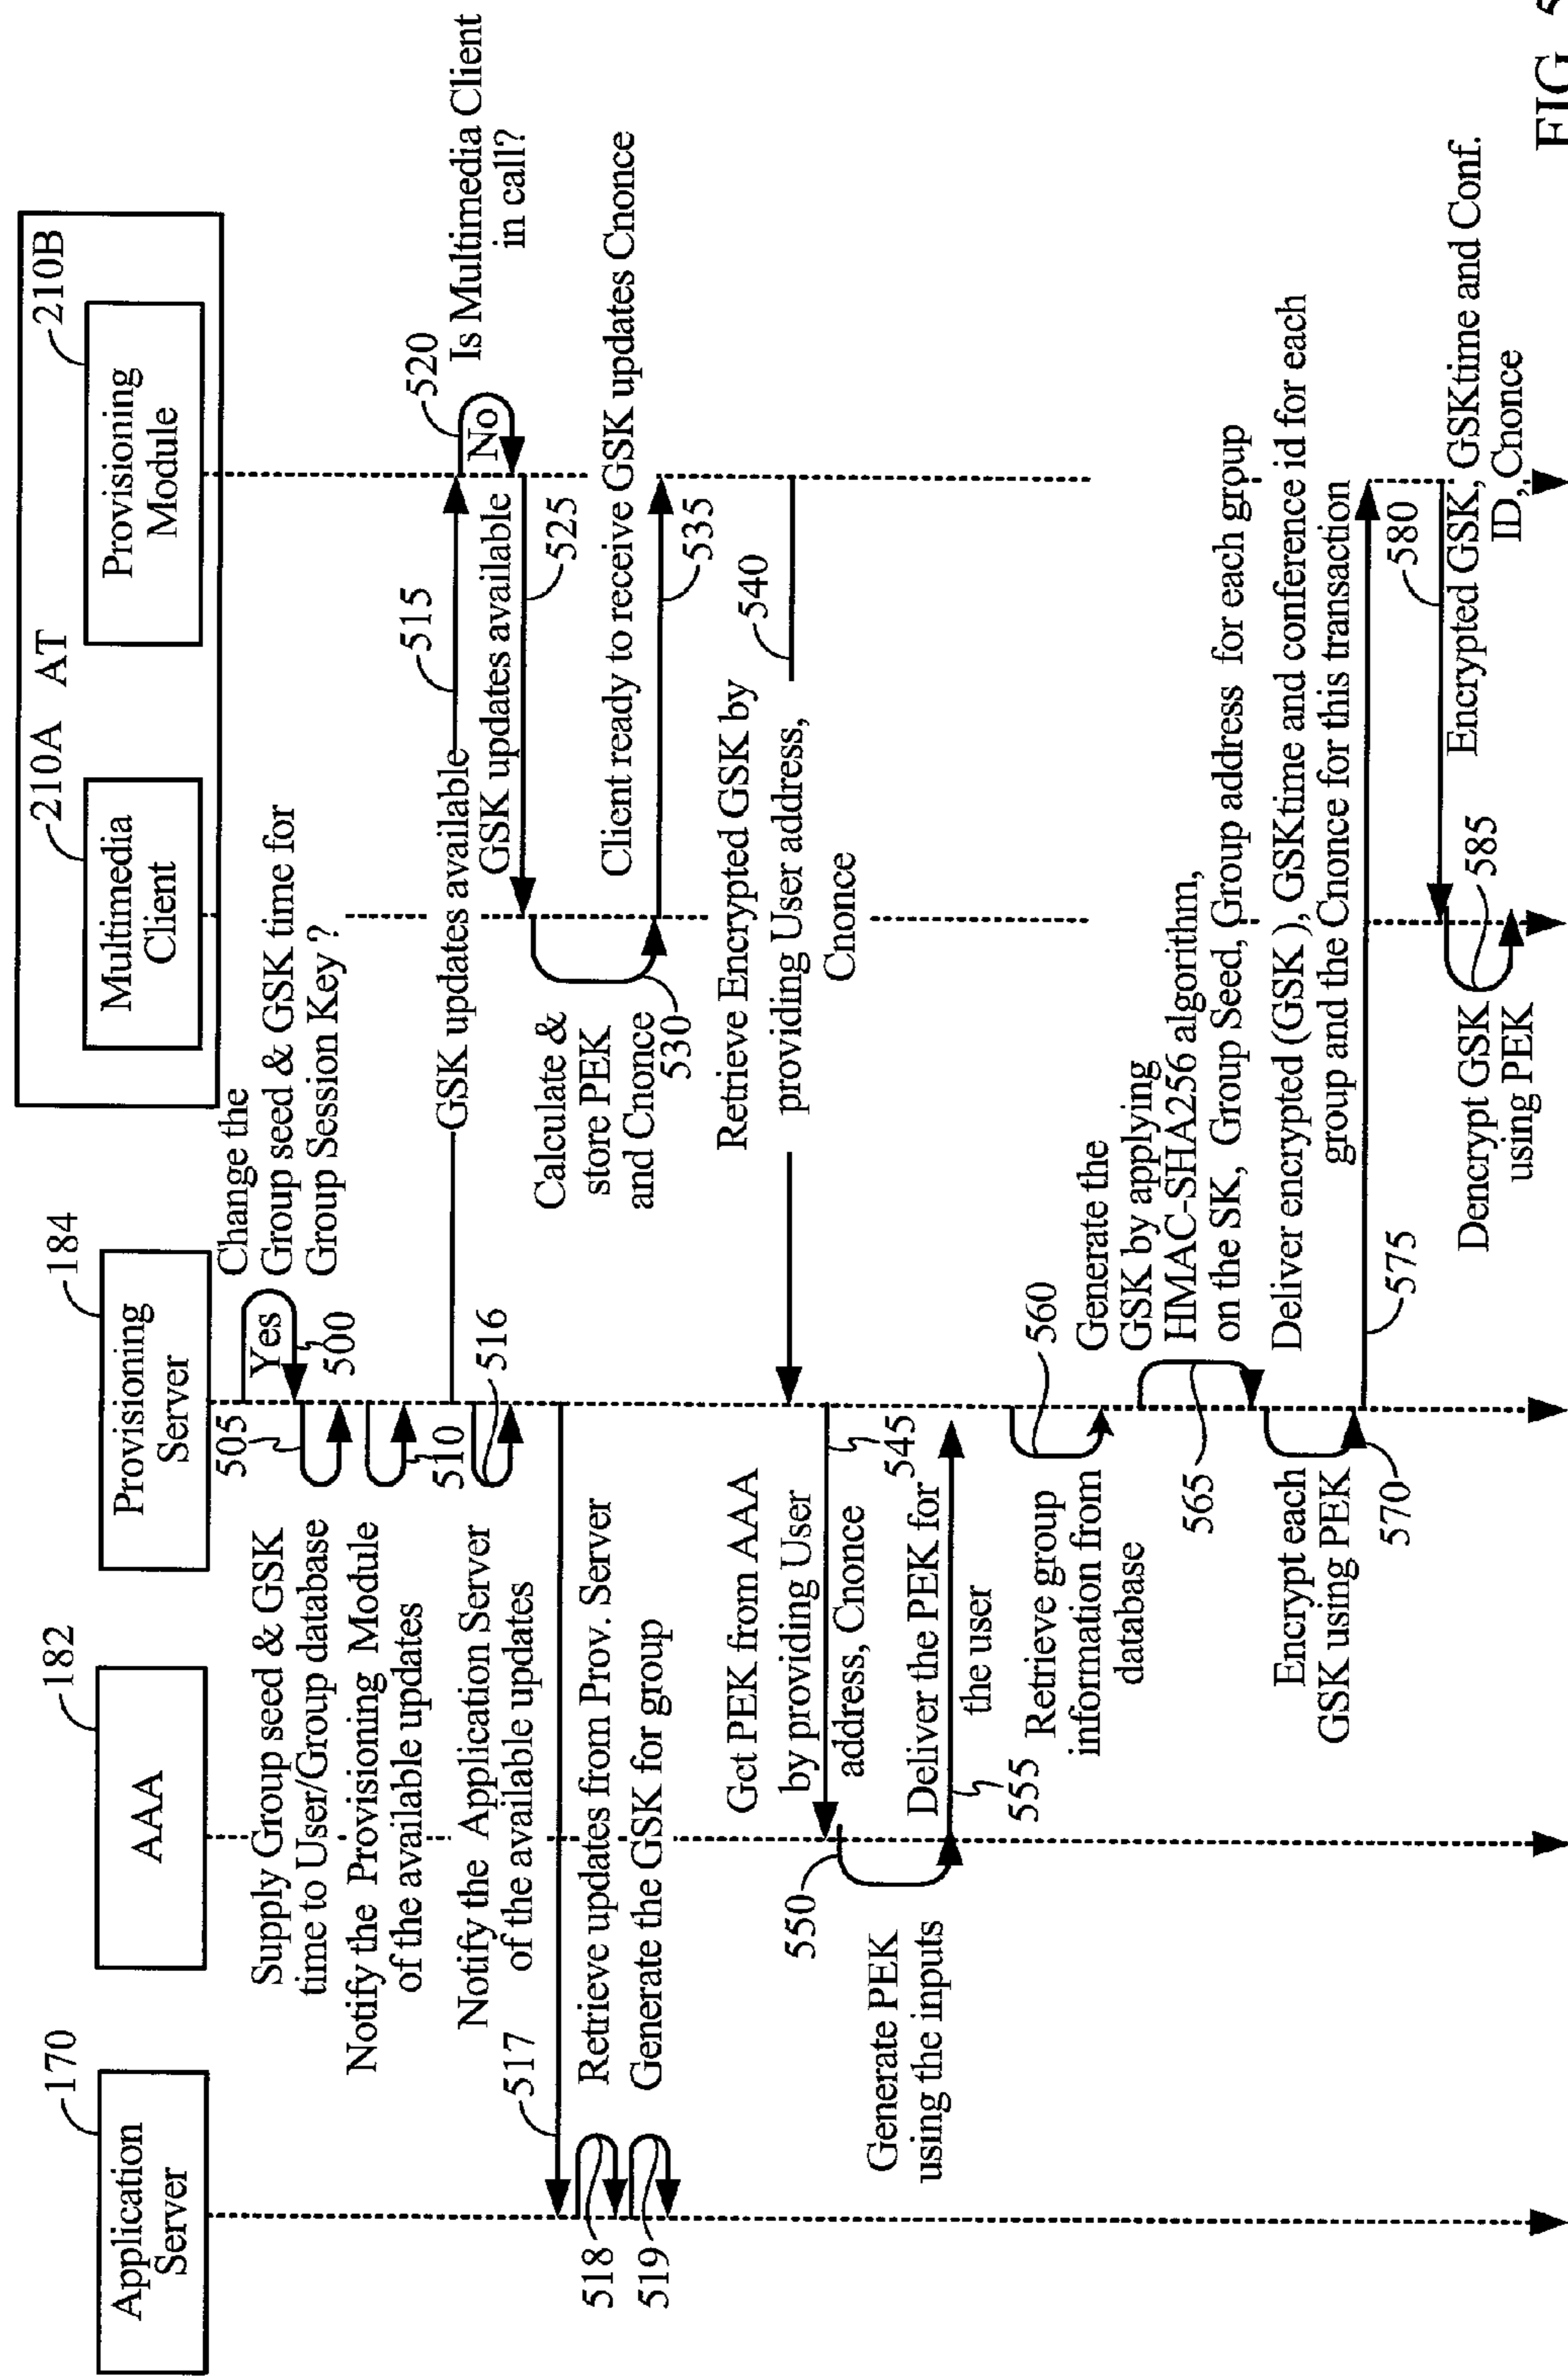 170
Application
Server
182
AAA
184
Provisioning
Server
210A AT
Multimedia
Client
210B
Provisioning
Module
Yes
500
Change the
Group seed & GSK time for
Group Session Key ?
505
Supply Group seed & GSK
time to User/Group database
510
Notify the Provisioning Module
of the available updates
515
GSK updates available
516
Notify the Application Server
of the available updates
517
518
Retrieve updates from Prov. Server
519
Generate the GSK for group
520
No
Is Multimedia Client
in call?
GSK updates available
525
Calculate &
store PEK
and Cnonce
530
Client ready to receive GSK updates Cnonce
535
Retrieve Encrypted GSK by
providing User address,
Cnonce
540
Gct PEK from AAA
by providing User
address, Cnonce
545
550
Generate PEK
using the inputs
Deliver the PEK for
the user
555
560
Retrieve group
information from
database
Generate the
GSK by applying
HMAC-SHA256 algorithm,
on the SK, Group Seed, Group address for each group
565
Encrypt each
GSK using PEK
570
Deliver encrypted (GSK ), GSKtime and conference id for each
group and the Cnonce for this transaction
575
580
Encrypted GSK, GSKtime and Conf.
ID, Cnonce
585
Dencrypt GSK
using PEK
FIG. 5